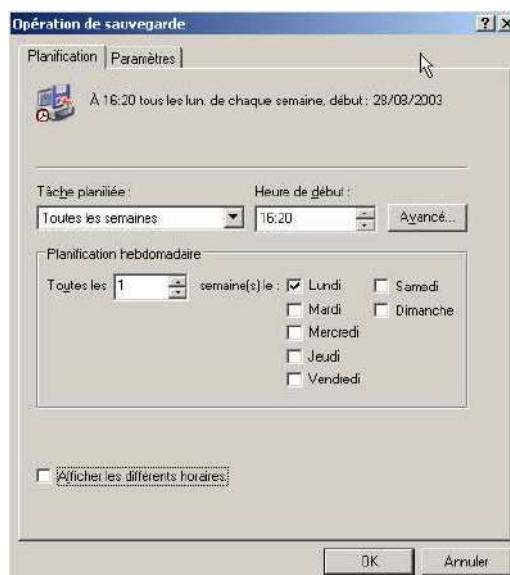 Opération de sauvegarde
Planification Paramètres
À 16:20 tous les lun. de chaque semaine, début : 28/08/2003
Tâche planifiée : Heure de début :
Toutes les semaines 16:20 Avancé...
Planification hebdomadaire
Toutes les 1 semaine(s) le : Lundi Samedi
Mardi Dimanche
Mercredi
Jeudi
Vendredi
Afficher les différents horaires.
OK Annuler